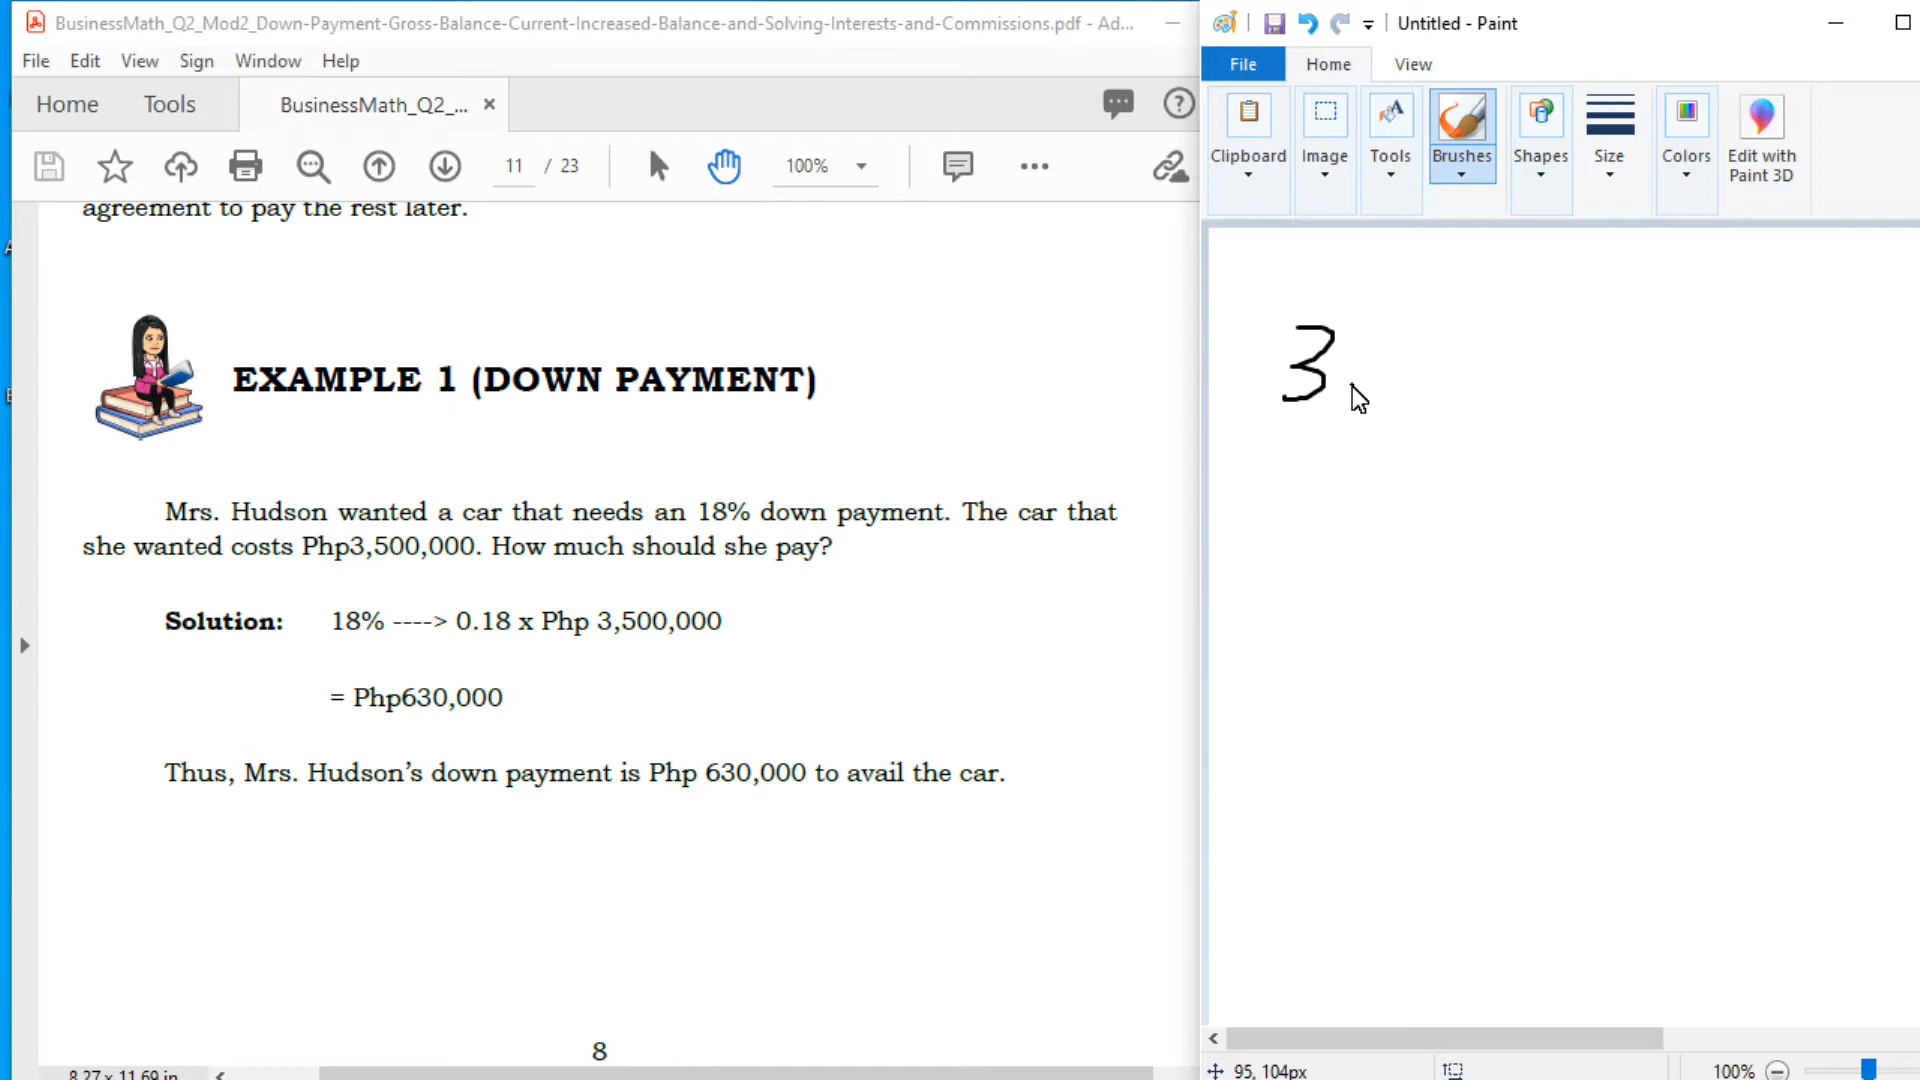 BusinessMath_Q2_Mod2_Down-Payment-Gross-Balance-Current-Increased-Balance-and-Solving-Interests-and-Commissions.pdf - Ad...
File Edit View Sign Window Help
Home Tools BusinessMath_Q2_... ×
11 / 23 100%
agreement to pay the rest later.
EXAMPLE 1 (DOWN PAYMENT)
Mrs. Hudson wanted a car that needs an 18% down payment. The car that
she wanted costs Php3,500,000. How much should she pay?
Solution: 18% ----> 0.18 x Php 3,500,000
= Php630,000
Thus, Mrs. Hudson’s down payment is Php 630,000 to avail the car.
8
8.27 x 11.69 in
Untitled - Paint
File Home View
Clipboard Image Tools Brushes Shapes Size Colors Edit with
Paint 3D
3
95, 104px 100%